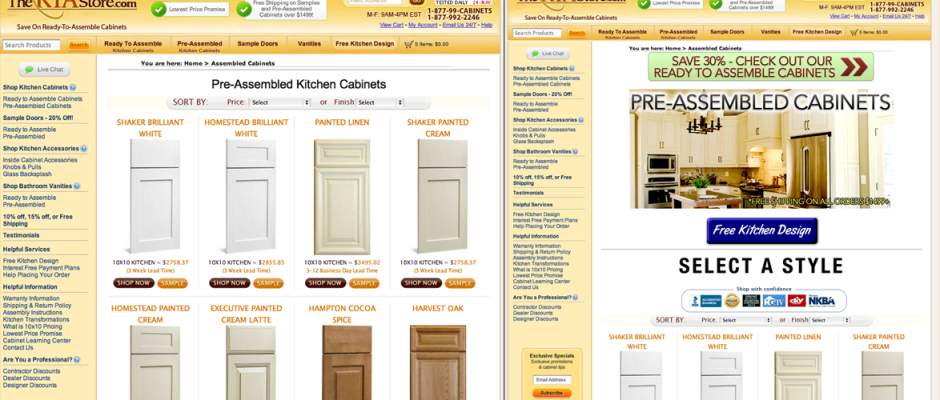 The RTA Store.com
Save On Ready-To-Assemble Cabinets
Lowest Price Promise
Free Shipping on Samples
and Pre-Assembled
Cabinets over $1499!
TESTED DAILY 24-MAY
M-F: 9AM-4PM EST 1-877-99-CABINETS
1-877-992-2246
View Cart - My Account - Email Us 24/7 - Help
Search Products
Search
Ready To Assemble
Kitchen Cabinets
Pre-Assembled
Kitchen Cabinets
Sample Doors
Vanities
Free Kitchen Design
0 Items: $0.00
Live Chat
Shop Kitchen Cabinets
Ready to Assemble Cabinets
Pre-Assembled Cabinets
Sample Doors - 20% Off!
Ready to Assemble
Pre-Assembled
Shop Kitchen Accessories
Inside Cabinet Accessories
Knobs & Pulls
Glass Backsplash
Shop Bathroom Vanities
Ready to Assemble
Pre-Assembled
10% off, 15% off, or Free
Shipping
Testimonials
Helpful Services
Free Kitchen Design
Interest Free Payment Plans
Help Placing Your Order
Helpful Information
Warranty Information
Shipping & Return Policy
Assembly Instructions
Kitchen Transformations
What is 10x10 Pricing
Lowest Price Promise
Cabinet Learning Center
Contact Us
Are You a Professional?
Contractor Discounts
Dealer Discounts
Designer Discounts
You are here: Home > Assembled Cabinets
Pre-Assembled Kitchen Cabinets
SORT BY: Price: Select or Finish Select
SHAKER BRILLIANT
WHITE
HOMESTEAD BRILLIANT
WHITE
PAINTED LINEN
SHAKER PAINTED
CREAM
10X10 KITCHEN = $2758.37
(3 Week Lead Time)
SHOP NOW SAMPLE
10X10 KITCHEN = $2855.85
(3 Week Lead Time)
SHOP NOW SAMPLE
10X10 KITCHEN = $3495.02
3-12 Business Day Lead Time)
SHOP NOW SAMPLE
10X10 KITCHEN = $2758.37
(3 Week Lead Time)
SHOP NOW SAMPLE
HOMESTEAD PAINTED
CREAM
EXECUTIVE PAINTED
CREAM LATTE
HAMPTON COCOA
SPICE
HARVEST OAK
Store.com
Save On Ready-To-Assemble Cabinets
Lowest Price Promise
and Pre-Assembled
Cabinets over $1499!
TESTED DAILY
M-F: 9AM-4PM EST 1-877-99-CABINETS
1-877-992-2246
View Cart - My Account - Email Us 24/7 - Help
Search Products
Search
Ready To Assemble
Kitchen Cabinets
Pre-Assembled
Kitchen Cabinets
Sample Doors
Vanities
Free Kitchen Design
0 Items: $0.00
Live Chat
Shop Kitchen Cabinets
Ready to Assemble Cabinets
Pre-Assembled Cabinets
Sample Doors - 20% Off!
Ready to Assemble
Pre-Assembled
Shop Kitchen Accessories
Inside Cabinet Accessories
Knobs & Pulls
Glass Backsplash
Shop Bathroom Vanities
Ready to Assemble
Pre-Assembled
10% off, 15% off, or Free
Shipping
Testimonials
Helpful Services
Free Kitchen Design
Interest Free Payment Plans
Help Placing Your Order
Helpful Information
Warranty Information
Shipping & Return Policy
Assembly Instructions
Kitchen Transformations
What is 10x10 Pricing
Lowest Price Promise
Cabinet Learning Center
Contact Us
Are You a Professional?
Contractor Discounts
Dealer Discounts
Designer Discounts
Exclusive Specials
Exclusive promotions
& cabinet tips
Email Address
Subscribe
You are here: Home > Assembled Cabinets
SAVE 30% - CHECK OUT OUR
READY TO ASSEMBLE CABINETS
PRE-ASSEMBLED CABINETS
*FREE SHIPPING ON ALL ORDERS $1499+
Free Kitchen Design
SELECT A STYLE
Shop with confidence
NKBA
SORT BY: Price: Select or Finish Select
SHAKER BRILLIANT
WHITE
HOMESTEAD BRILLIANT
WHITE
PAINTED LINEN
SHAKER PAINTED
CREAM